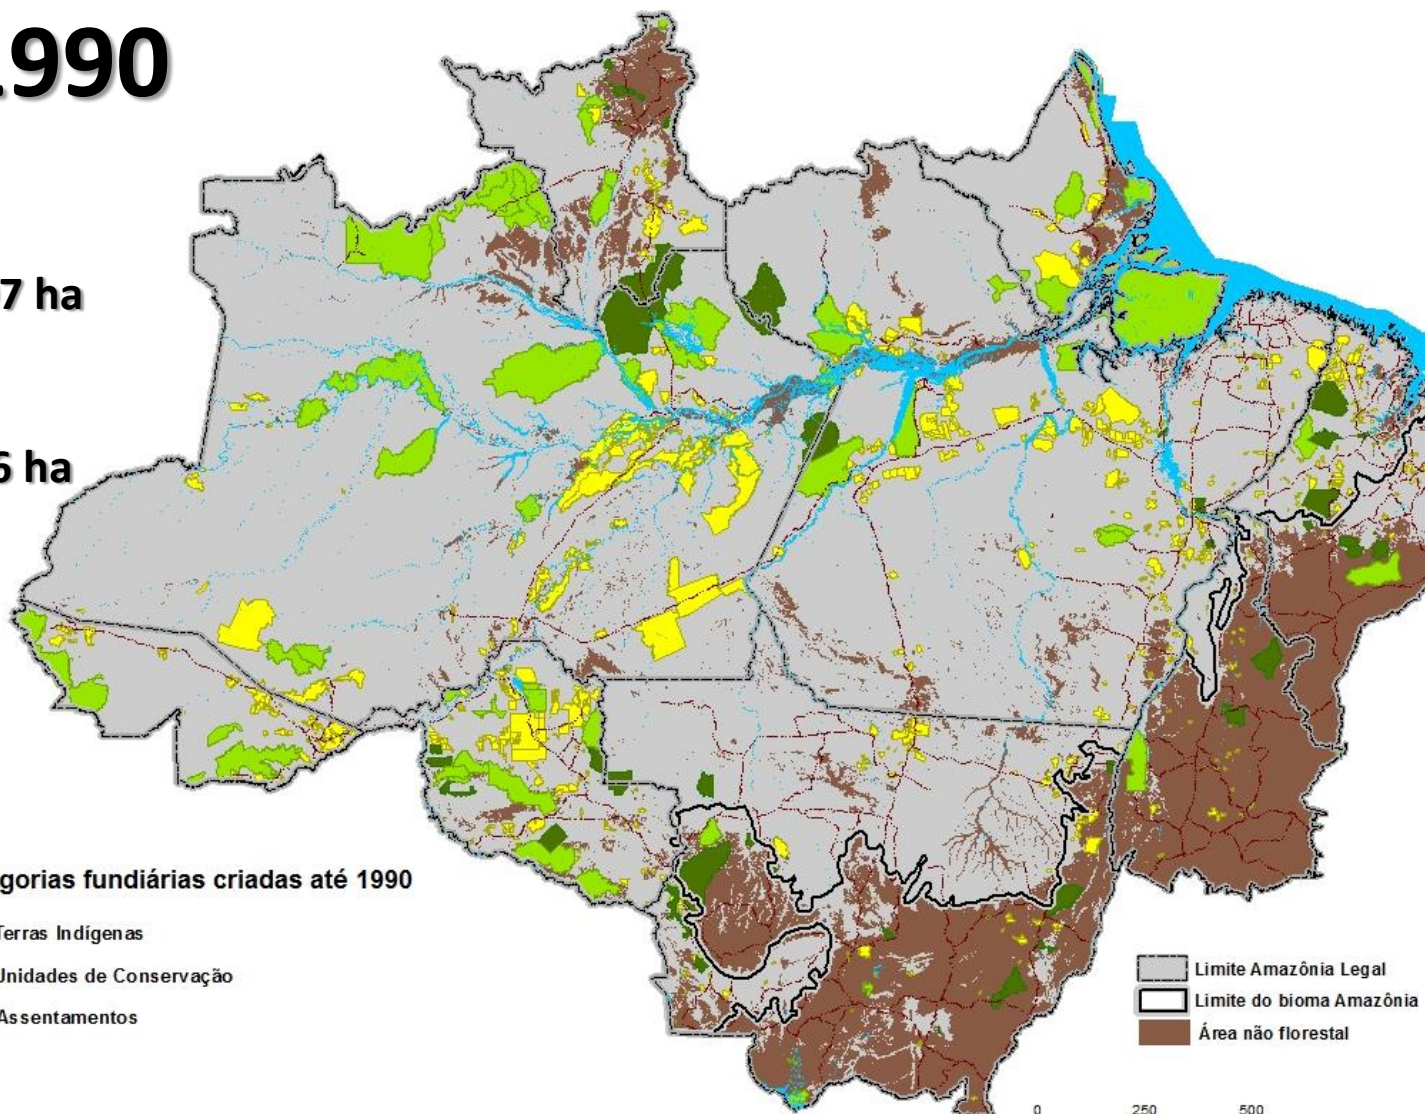 1990
7 ha
6 ha
gorias fundiárias criadas até 1990
Terras Indígenas
Unidades de Conservação
Assentamentos
Limite Amazônia Legal
Limite do bioma Amazônia
Área não florestal
0 250 500